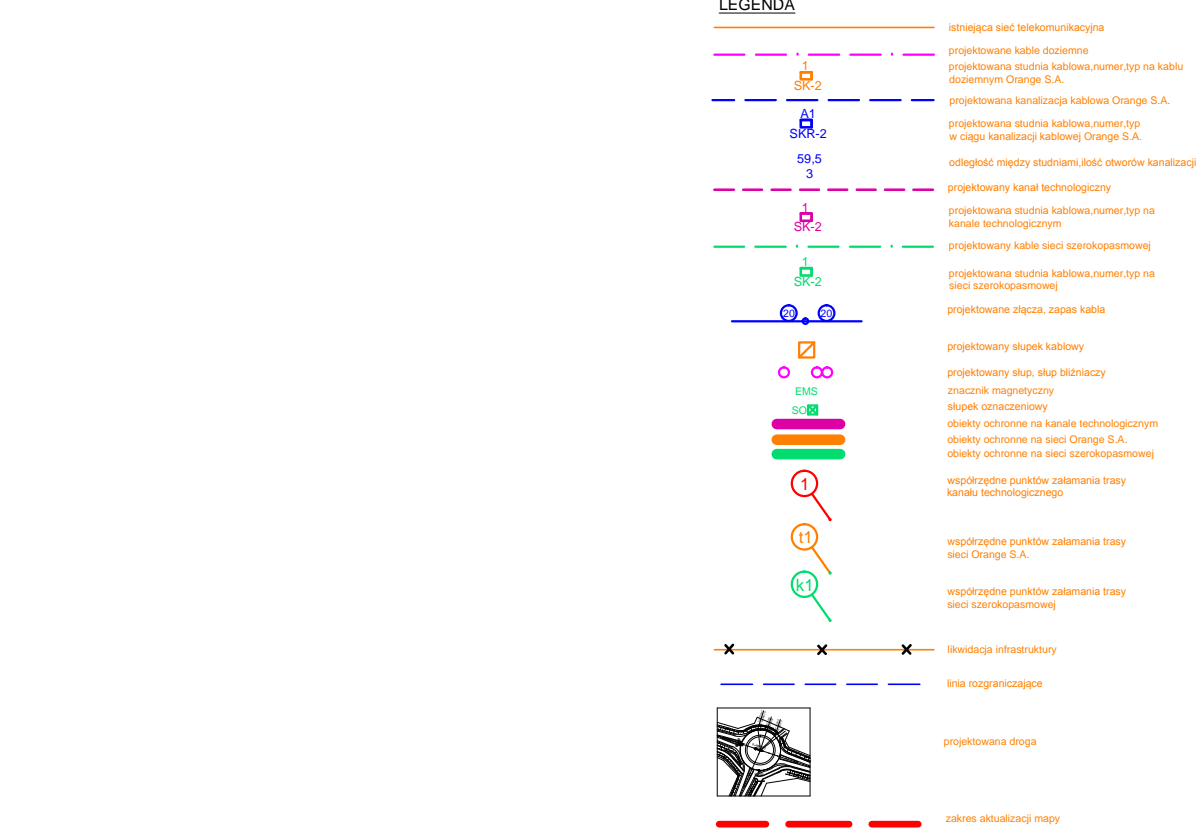 LEGENDA
istniejąca sieć telekomunikacyjna
projektowane kable doziemne
1
SK-2
projektowana studnia kablowa,numer,typ na kablu
doziemnym Orange S.A.
projektowana kanalizacja kablowa Orange S.A.
A1
SKR-2
projektowana studnia kablowa,numer,typ
w ciągu kanalizacji kablowej Orange S.A.
59,5
3
odległość między studniami,ilość otworów kanalizacji
projektowany kanał technologiczny
1
SK-2
projektowana studnia kablowa,numer,typ na
kanale technologicznym
projektowany kable sieci szerokopasmowej
1
SK-2
projektowana studnia kablowa,numer,typ na
sieci szerokopasmowej
20 20
projektowane złącza, zapas kabla
projektowany słupek kablowy
projektowany słup, słup bliźniaczy
EMS
znacznik magnetyczny
SO
słupek oznaczeniowy
obiekty ochronne na kanale technologicznym
obiekty ochronne na sieci Orange S.A.
obiekty ochronne na sieci szerokopasmowej
1
współrzędne punktów załamania trasy
kanału technologicznego
t1
współrzędne punktów załamania trasy
sieci Orange S.A.
k1
współrzędne punktów załamania trasy
sieci szerokopasmowej
likwidacja infrastruktury
linia rozgraniczające
projektowana droga
zakres aktualizacji mapy